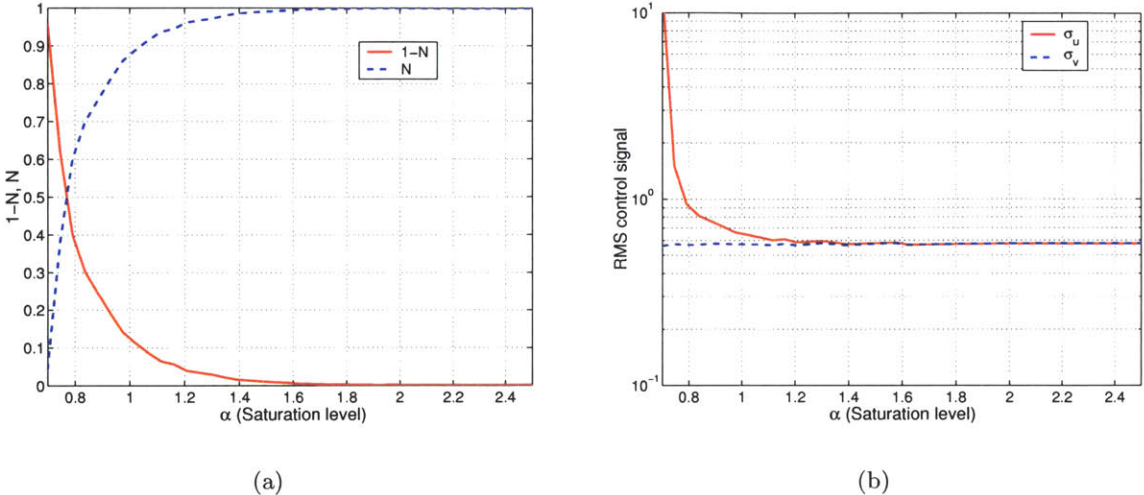 1
0.9
0.8
0.7
0.6
0.5
0.4
0.3
0.2
0.1
0
1−N, N
1−N
N
0.8 1 1.2 1.4 1.6 1.8 2 2.2 2.4
α (Saturation level)
(a)
10¹
10⁰
10⁻¹
RMS control signal
σu
σv
0.8 1 1.2 1.4 1.6 1.8 2 2.2 2.4
α (Saturation level)
(b)